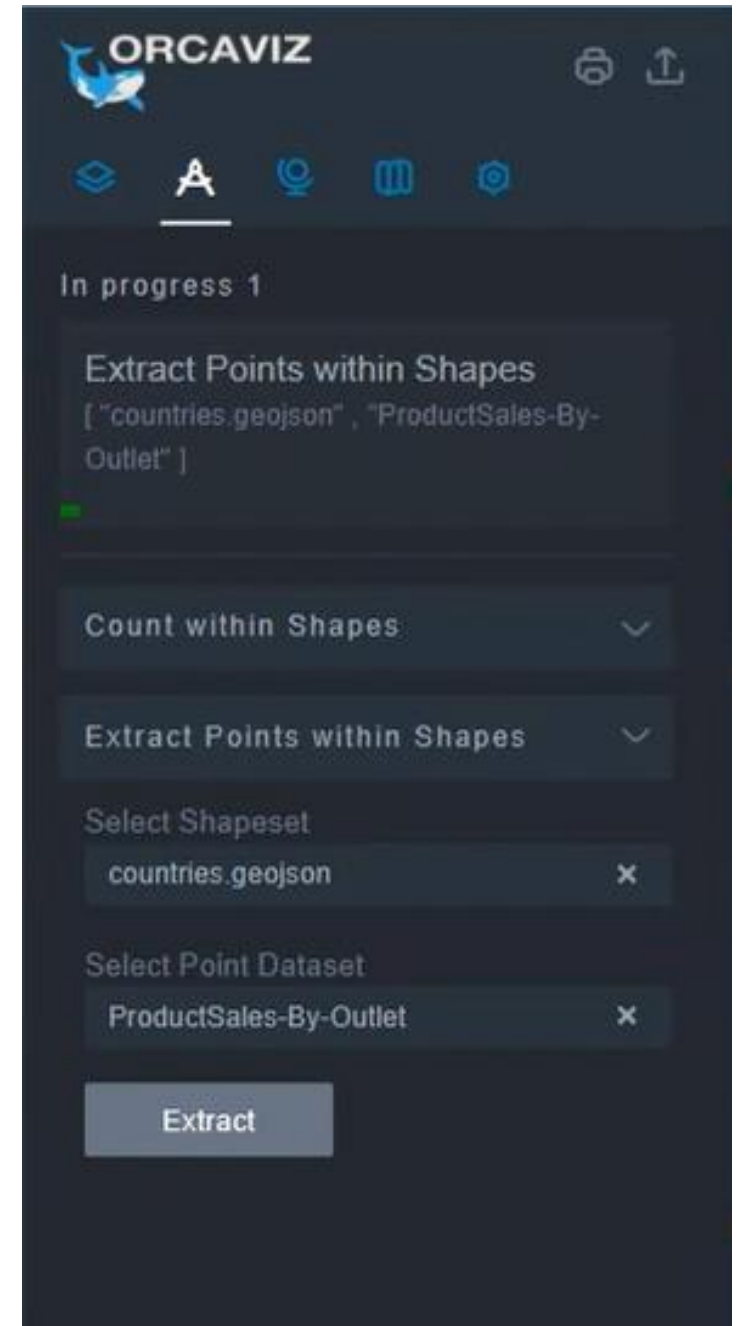 ORCAVIZ
In progress 1
Extract Points within Shapes
[ "countries.geojson" , "ProductSales-By-
Outlet" ]
Count within Shapes
Extract Points within Shapes
Select Shapeset
countries.geojson
Select Point Dataset
ProductSales-By-Outlet
Extract